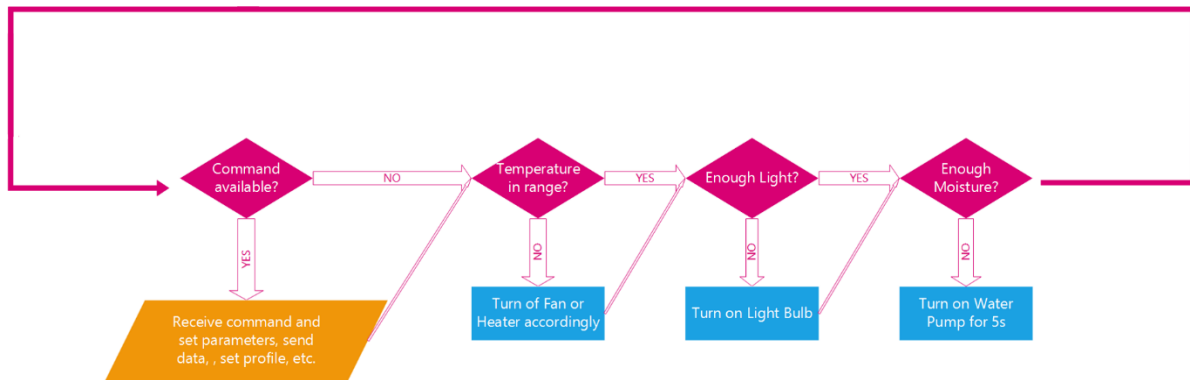 Command
available?
NO
Temperature
in range?
YES
Enough Light?
YES
Enough
Moisture?
YES
NO
NO
NO
Receive command and
set parameters, send
data, , set profile, etc.
Turn of Fan or
Heater accordingly
Turn on Light Bulb
Turn on Water
Pump for 5s